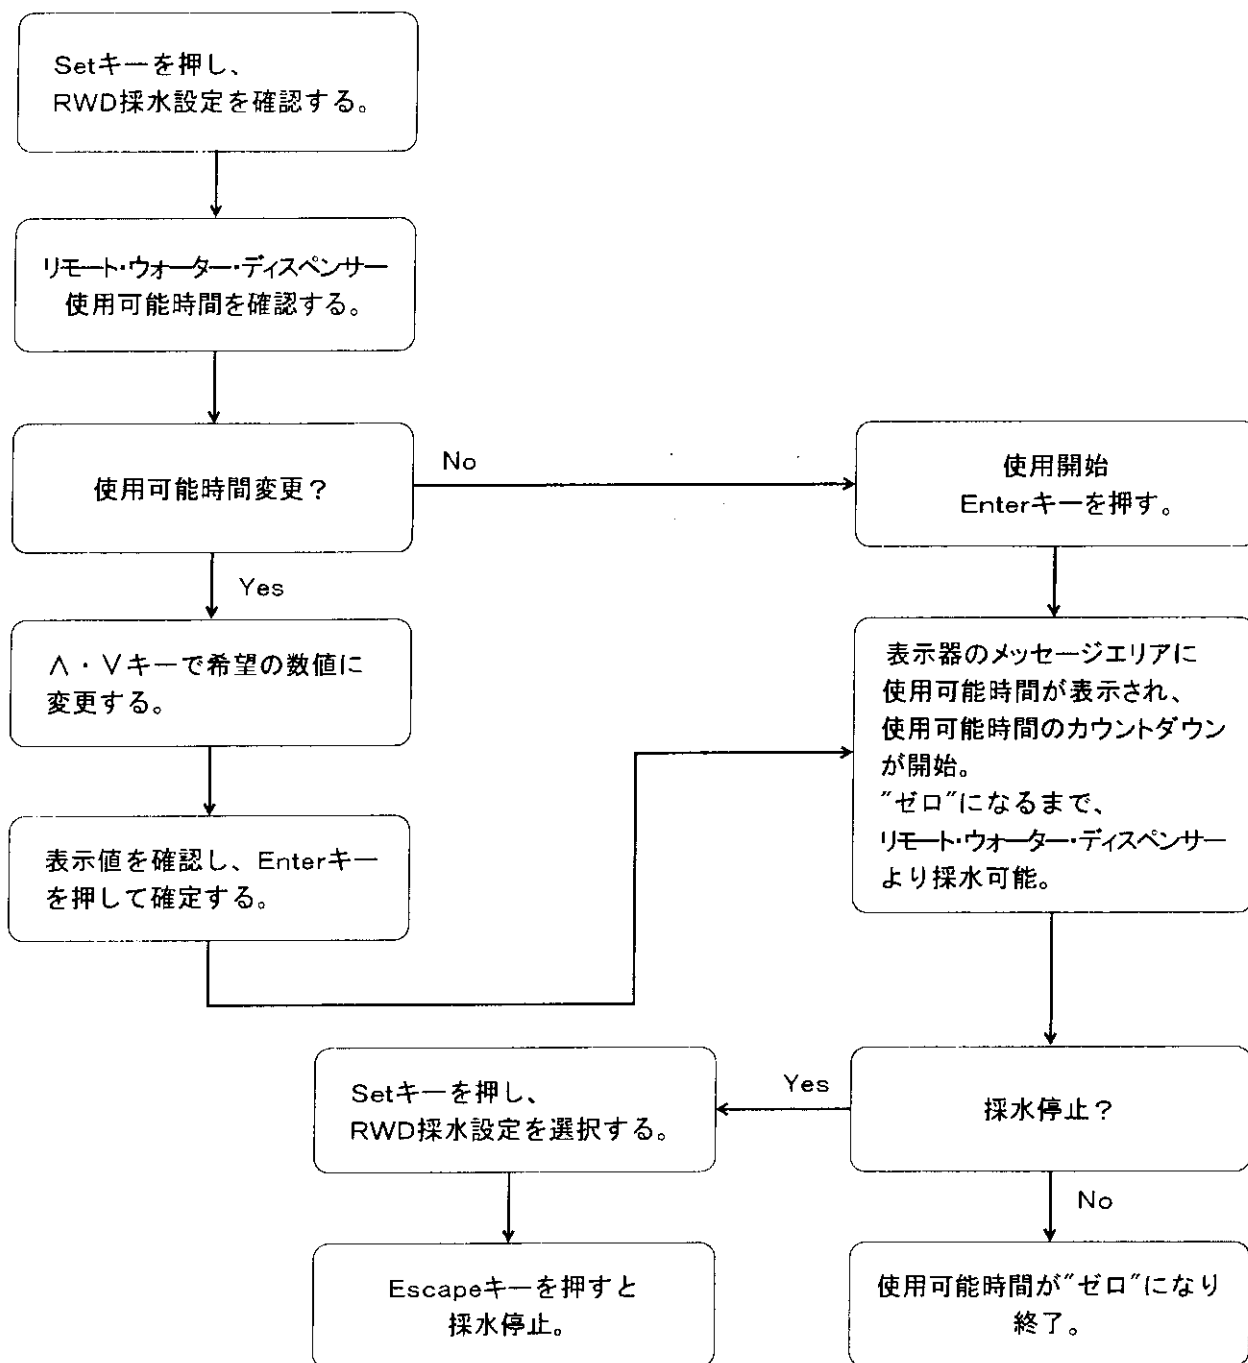 Setキーを押し、
RWD採水設定を確認する。
リモート・ウォーター・ディスペンサー
使用可能時間を確認する。
使用可能時間変更？
No
使用開始
Enterキーを押す。
Yes
∧・∨キーで希望の数値に
変更する。
表示値を確認し、Enterキー
を押して確定する。
表示器のメッセージエリアに
使用可能時間が表示され、
使用可能時間のカウントダウン
が開始。
″ゼロ″になるまで、
リモート・ウォーター・ディスペンサー
より採水可能。
採水停止？
Yes
Setキーを押し、
RWD採水設定を選択する。
No
Escapeキーを押すと
採水停止。
使用可能時間が″ゼロ″になり
終了。